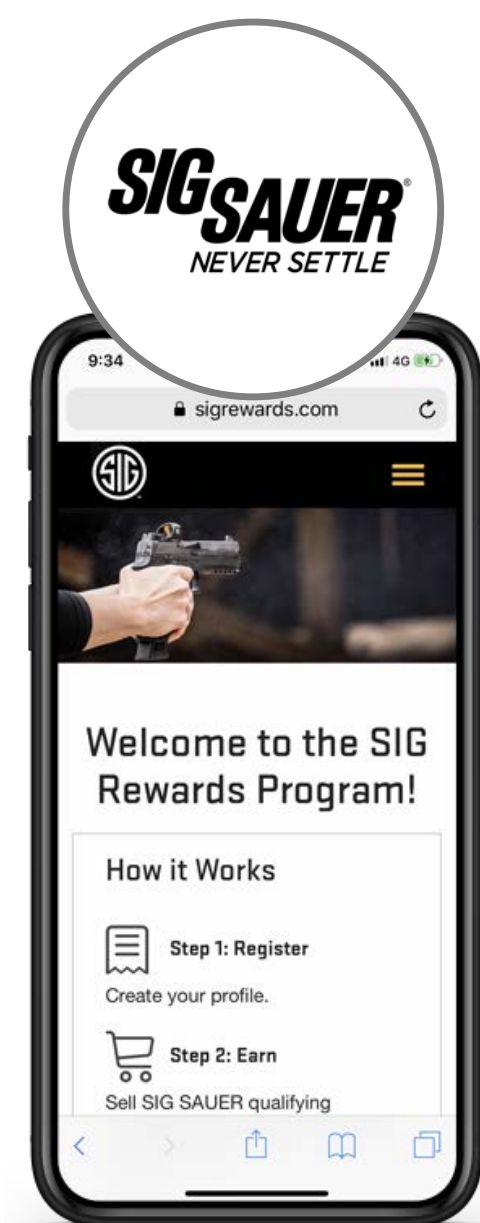 SIG SAUER®
NEVER SETTLE
9:34
4G
sigrewards.com
SIG
Welcome to the SIG
Rewards Program!
How it Works
Step 1: Register
Create your profile.
Step 2: Earn
Sell SIG SAUER qualifying